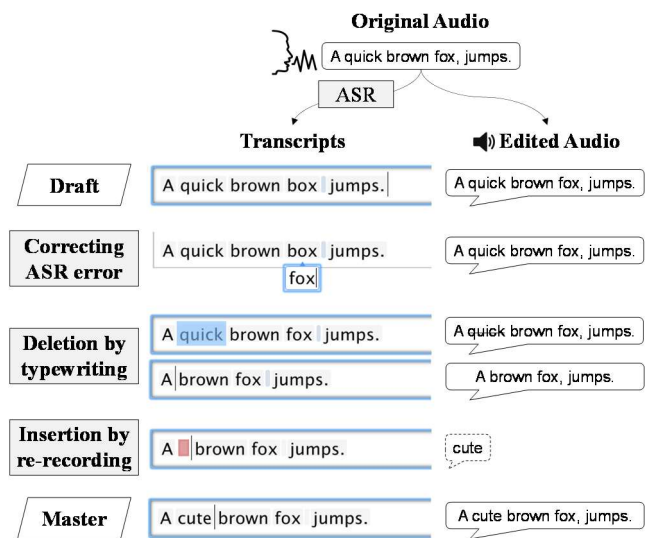 Original Audio
A quick brown fox, jumps.
ASR
Transcripts
Edited Audio
Draft
A quick brown box jumps.
A quick brown fox, jumps.
Correcting
ASR error
A quick brown box jumps.
fox
A quick brown fox, jumps.
Deletion by
typewriting
A quick brown fox jumps.
A quick brown fox, jumps.
A brown fox jumps.
A brown fox, jumps.
Insertion by
re-recording
A brown fox jumps.
cute
Master
A cute brown fox jumps.
A cute brown fox, jumps.